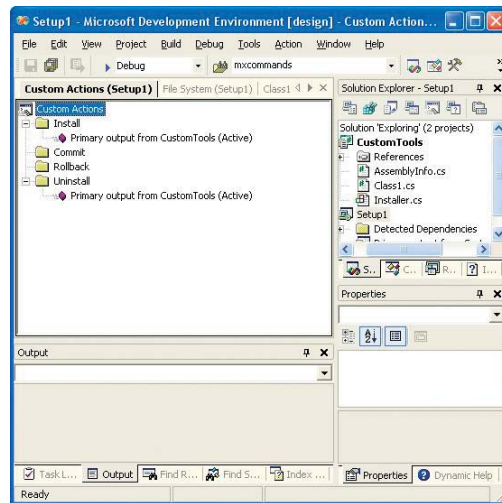 Setup1 - Microsoft Development Environment [design] - Custom Action...
File Edit View Project Build Debug Tools Action Window Help
Debug mxcommands
Custom Actions (Setup1) File System (Setup1) Class1
Custom Actions
Install
Primary output from CustomTools (Active)
Commit
Rollback
Uninstall
Primary output from CustomTools (Active)
Solution Explorer - Setup1
Solution 'Exploring' (2 projects)
CustomTools
References
AssemblyInfo.cs
Class1.cs
Installer.cs
Setup1
Detected Dependencies
S.. C.. R.. I...
Properties
Output
Task L... Output Find R... Find S... Index ...
Properties Dynamic Help
Ready